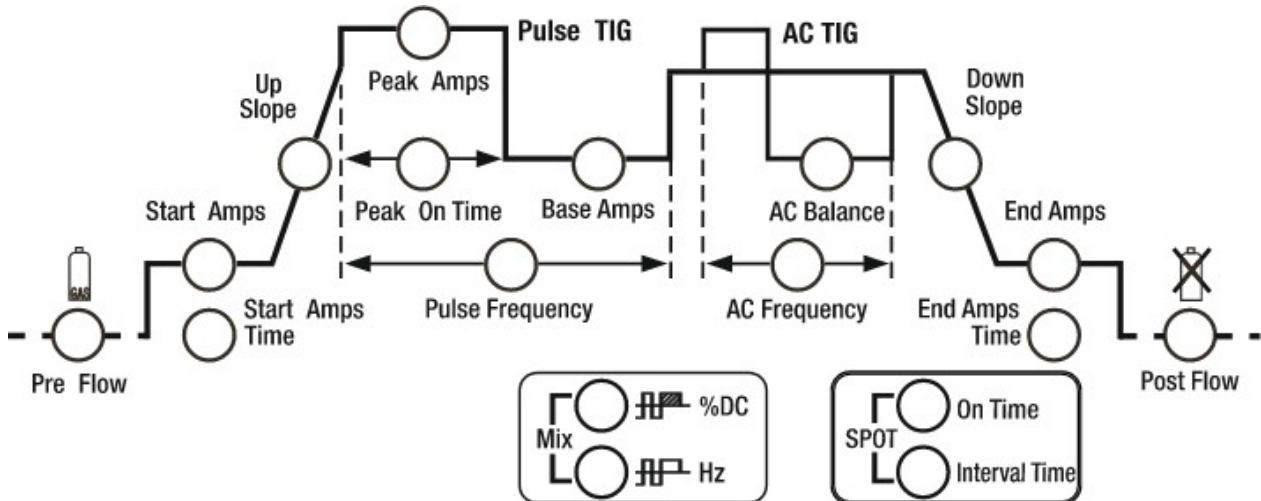 Pulse TIG
AC TIG
Peak Amps
Up
Slope
Down
Slope
Start Amps
Peak On Time
Base Amps
AC Balance
End Amps
GAS
Start Amps
Time
Pulse Frequency
AC Frequency
End Amps
Time
Pre Flow
Post Flow
Mix
%DC
Hz
SPOT
On Time
Interval Time